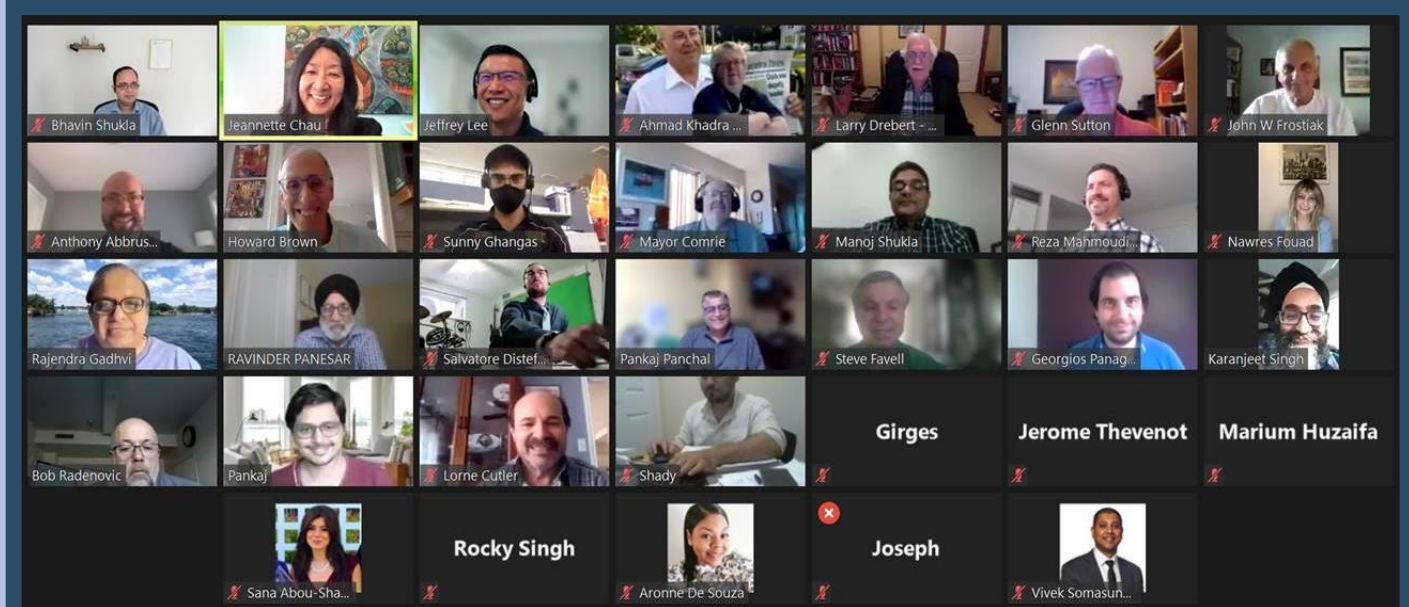 Bhavin Shukla
Jeannette Chau
Jeffrey Lee
Ahmad Khadra ...
Larry Drebert - ...
Glenn Sutton
John W Frostiak
Anthony Abbrus...
Howard Brown
Sunny Ghangas
Mayor Comrie
Manoj Shukla
Reza Mahmoudi...
Nawres Fouad
Rajendra Gadhvi
RAVINDER PANESAR
Salvatore Distef...
Pankaj Panchal
Steve Favell
Georgios Panag...
Karanjeet Singh
Bob Radenovic
Pankaj
Lorne Cutler
Shady
Girges
Jerome Thevenot
Marium Huzaifa
Sana Abou-Sha...
Rocky Singh
Aronne De Souza
Joseph
Vivek Somasun...